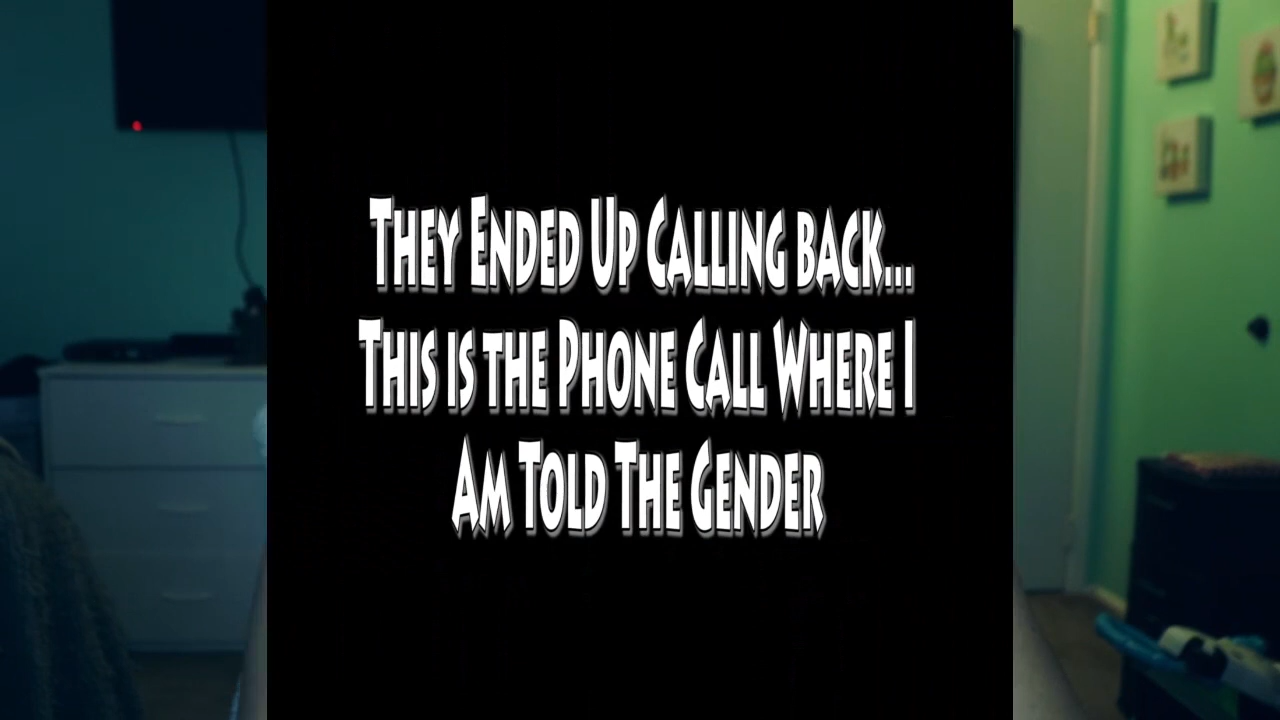 They Ended Up Calling back...
This is the Phone Call Where I
Am Told The Gender